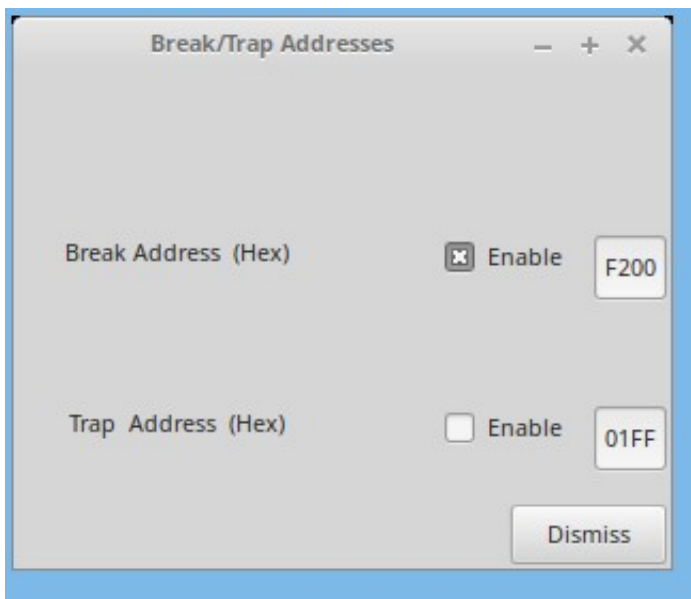 Break/Trap Addresses
Break Address (Hex) Enable F200
Trap Address (Hex) Enable 01FF
Dismiss